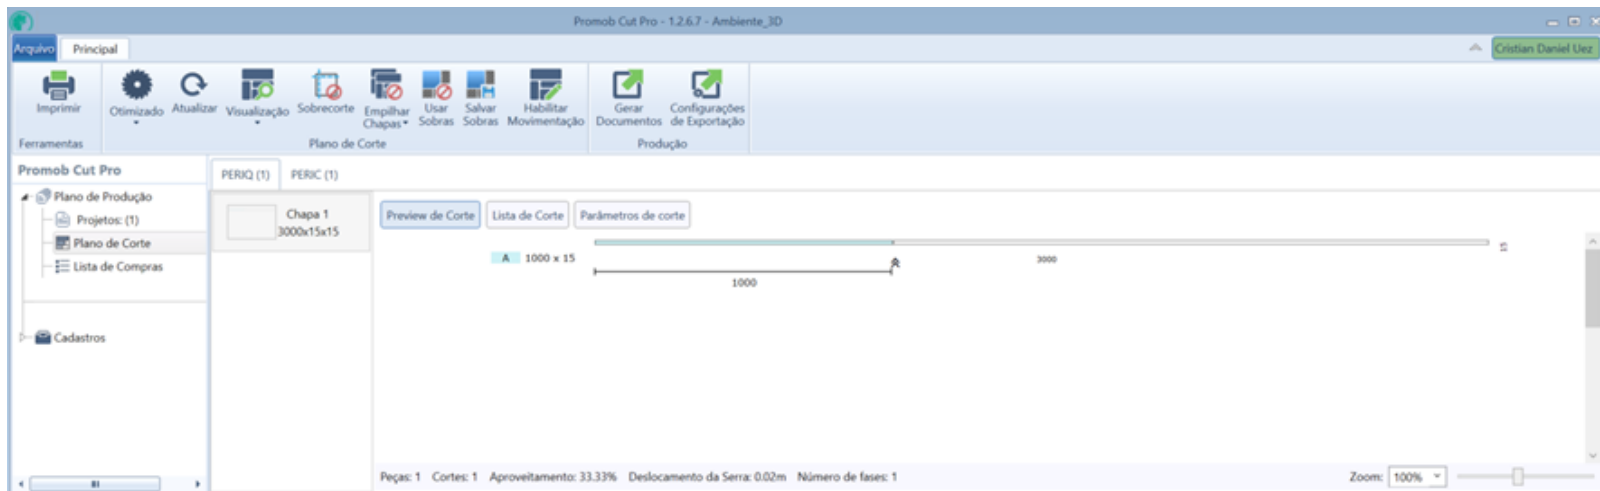 Promob Cut Pro - 1.2.6.7 - Ambiente_3D
Arquivo Principal Cristian Daniel Uez
Imprimir Otimizado Atualizar Visualização Sobrecorte Empilhar Chapas Usar Sobras Salvar Sobras Habilitar Movimentação Gerar Documentos Configurações de Exportação
Ferramentas Plano de Corte Produção
Promob Cut Pro
Plano de Produção
Projetos: (1)
Plano de Corte
Lista de Compras
Cadastros
PERIQ (1) PERIC (1)
Chapa 1
3000x15x15
Preview de Corte Lista de Corte Parâmetros de corte
A 1000 x 15
1000
3000
15
Peças: 1 Cortes: 1 Aproveitamento: 33.33% Deslocamento da Serra: 0.02m Número de fases: 1
Zoom: 100%